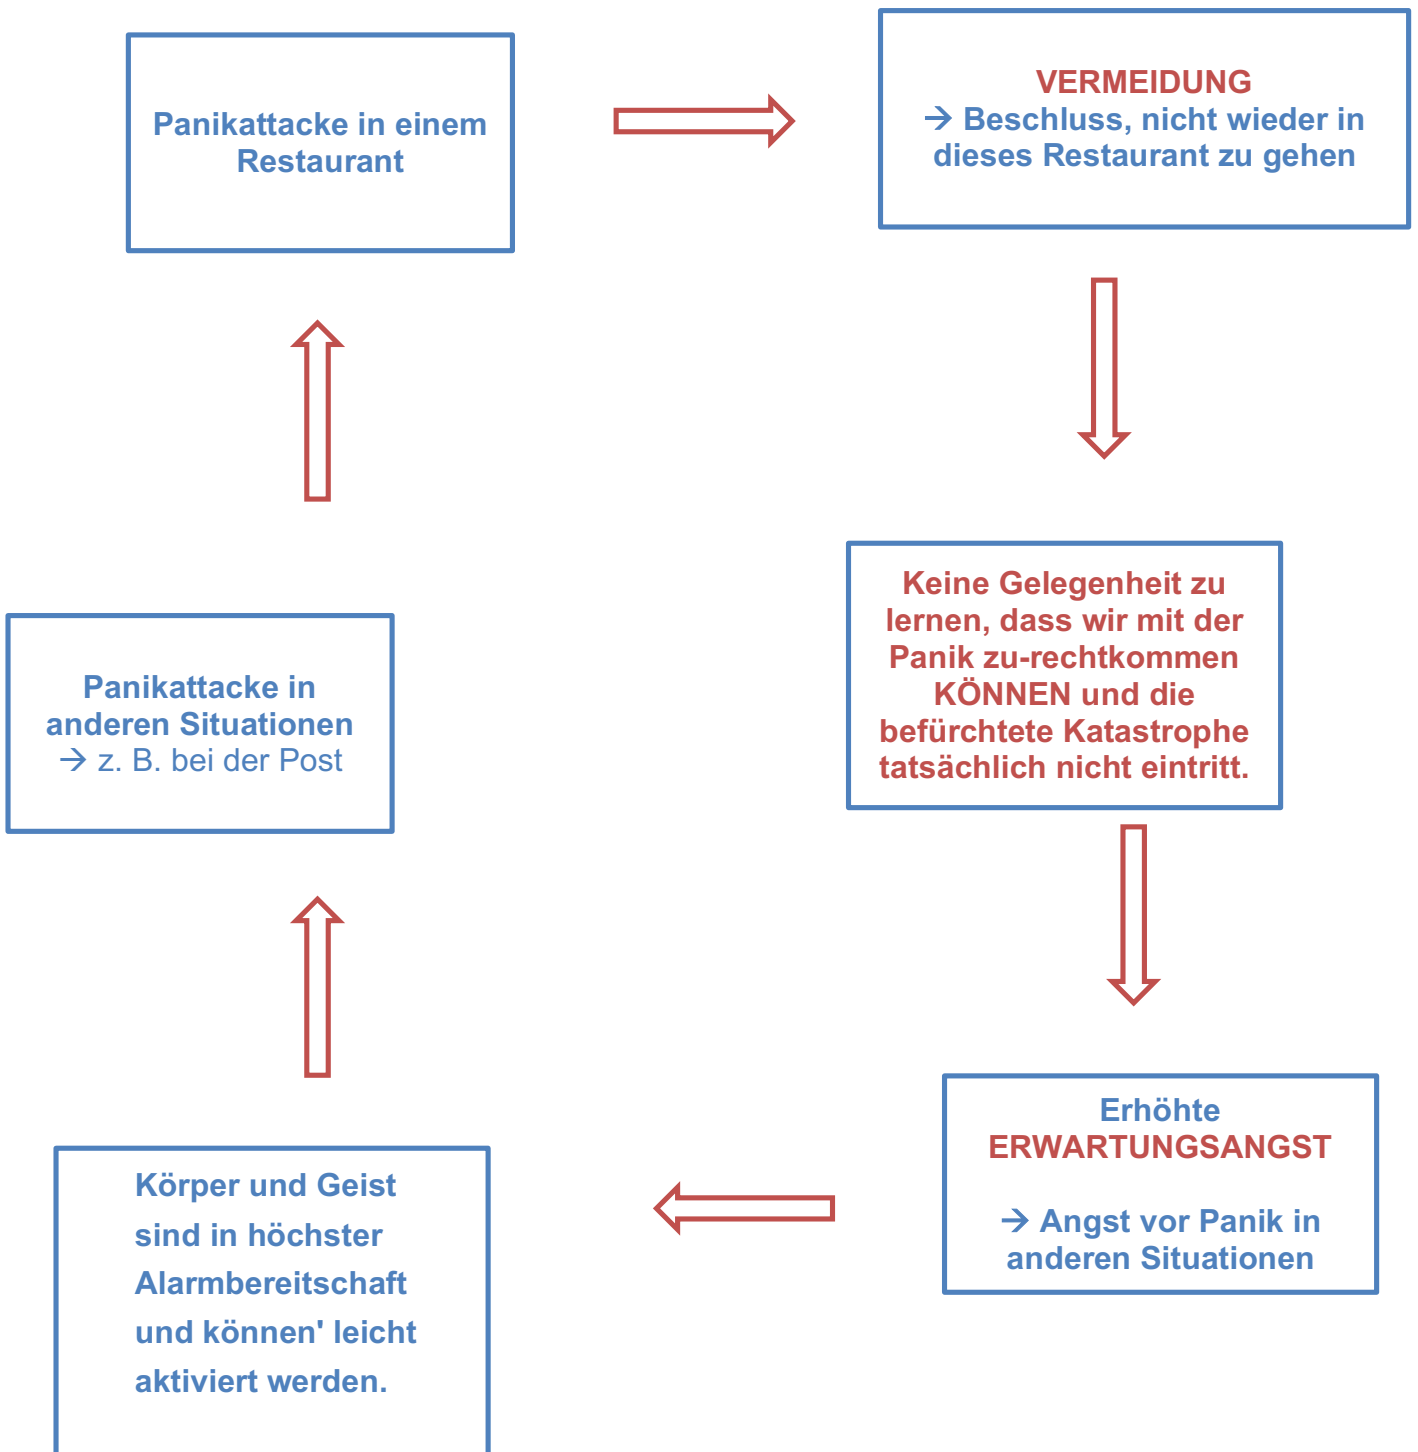 Panikattacke in einem
Restaurant
VERMEIDUNG
→ Beschluss, nicht wieder in
dieses Restaurant zu gehen
Keine Gelegenheit zu
lernen, dass wir mit der
Panik zu-rechtkommen
KÖNNEN und die
befürchtete Katastrophe
tatsächlich nicht eintritt.
Erhöhte
ERWARTUNGSANGST
→ Angst vor Panik in
anderen Situationen
Körper und Geist
sind in höchster
Alarmbereitschaft
und können' leicht
aktiviert werden.
Panikattacke in
anderen Situationen
→ z. B. bei der Post